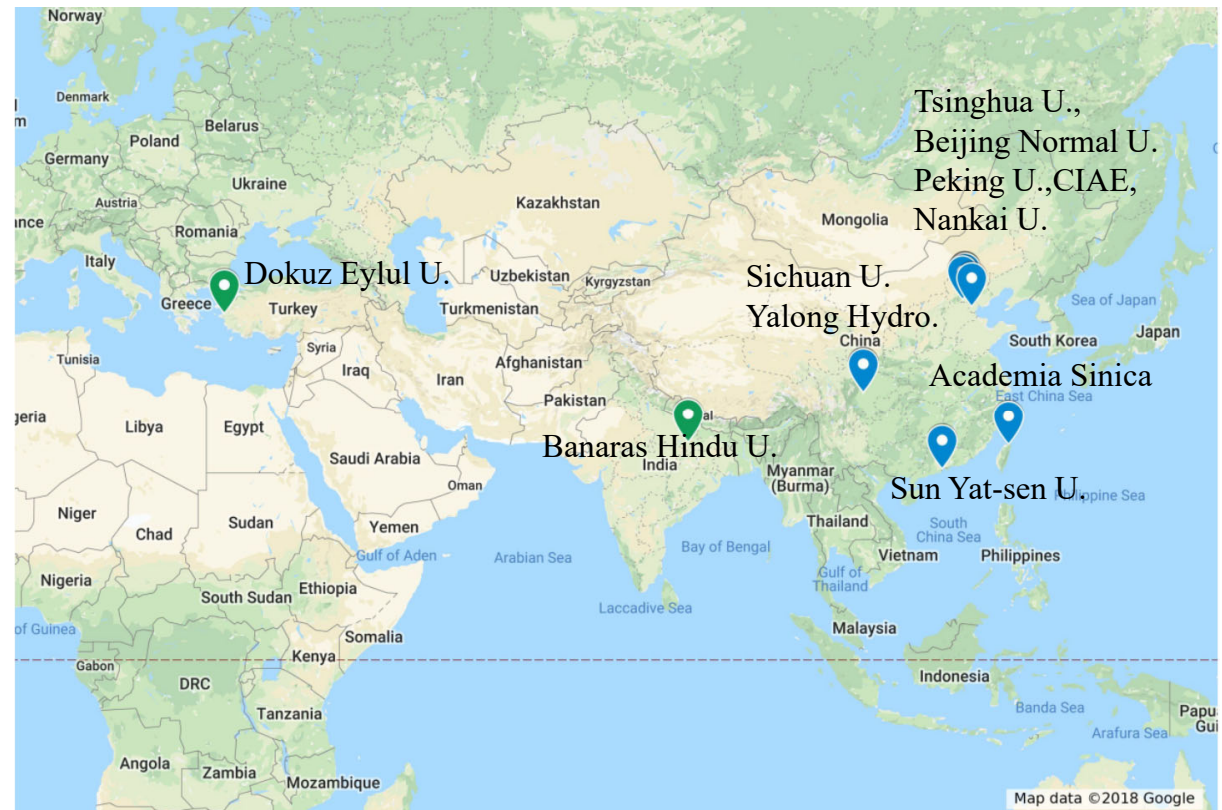 Norway
Denmark
Belarus
Poland
Germany
Ukraine
Austria
Romania
Italy
Greece
Turkey
Dokuz Eylul U.
Kazakhstan
Uzbekistan
Kyrgyzstan
Turkmenistan
Mongolia
Tsinghua U.,
Beijing Normal U.
Peking U.,CIAE,
Nankai U.
Sichuan U.
Yalong Hydro.
China
Sea of Japan
South Korea
Japan
Academia Sinica
East China Sea
Tunisia
Syria
Iraq
Iran
Afghanistan
Pakistan
Libya
Egypt
Saudi Arabia
Oman
Banaras Hindu U.
India
Myanmar
(Burma)
Sun Yat-sen U.
Niger
Chad
Sudan
Yemen
Gulf of Aden
Arabian Sea
Bay of Bengal
Thailand
South
China Sea
Vietnam
Philippines
Gulf of
Thailand
Nigeria
South Sudan
Ethiopia
Laccadive Sea
Somalia
Malaysia
of Guinea
Gabon
Kenya
DRC
Indonesia
Tanzania
Banda Sea
Papu
Gui
Arafura Sea
Angola
Zambia
Mozambique
Map data ©2018 Google